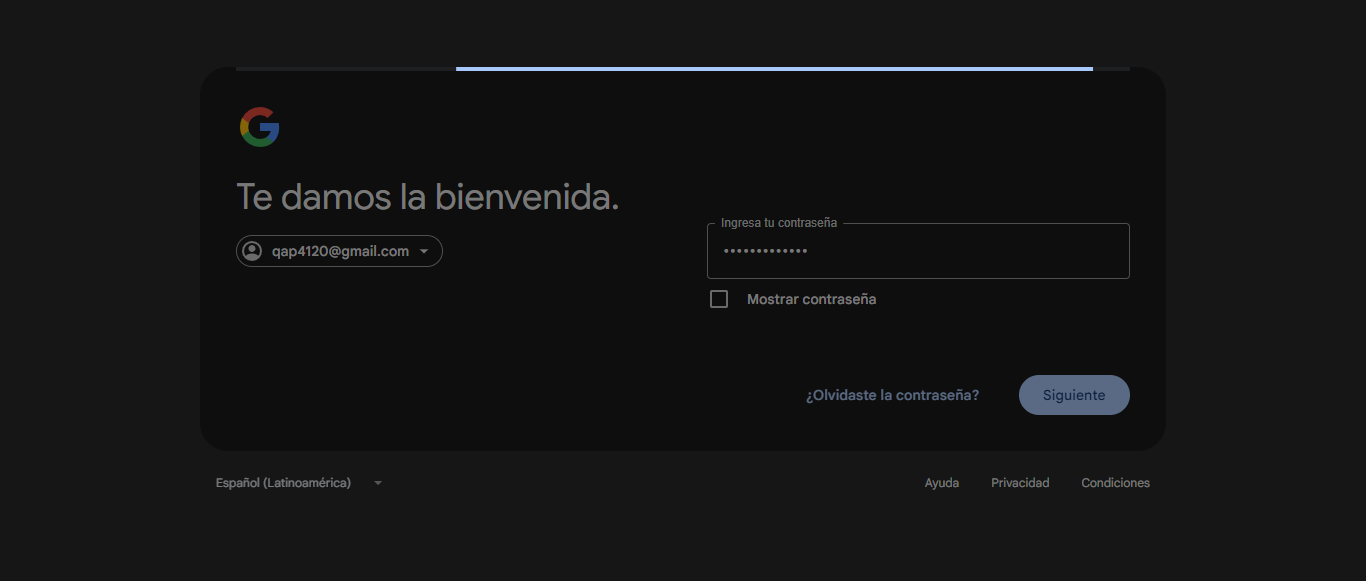 Te damos la bienvenida.
qap4120@gmail.com
Ingresa tu contraseña
•••••••••••••
Mostrar contraseña
¿Olvidaste la contraseña?
Siguiente
Español (Latinoamérica)
Ayuda
Privacidad
Condiciones